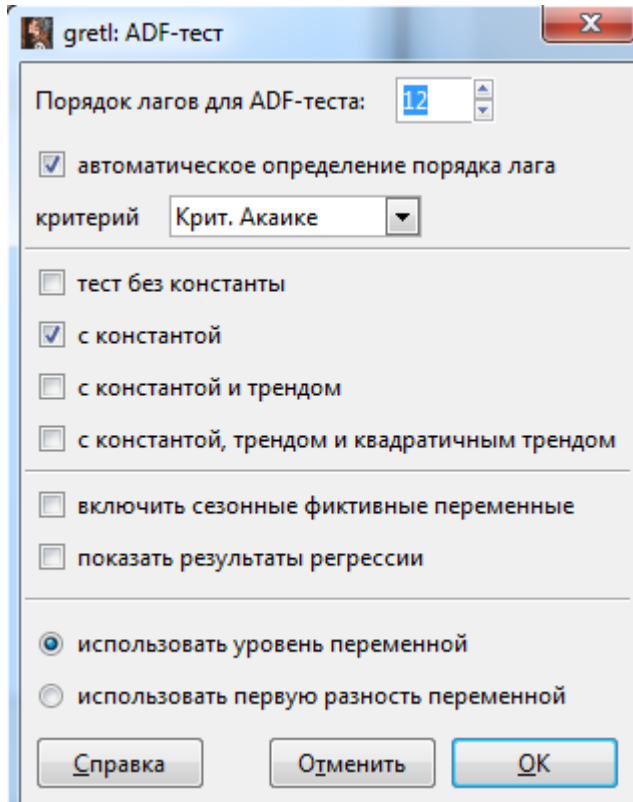 gretl: ADF-тест
Порядок лагов для ADF-теста: 12
автоматическое определение порядка лага
критерий Крит. Акаике
тест без константы
с константой
с константой и трендом
с константой, трендом и квадратичным трендом
включить сезонные фиктивные переменные
показать результаты регрессии
использовать уровень переменной
использовать первую разность переменной
Справка Отменить OK